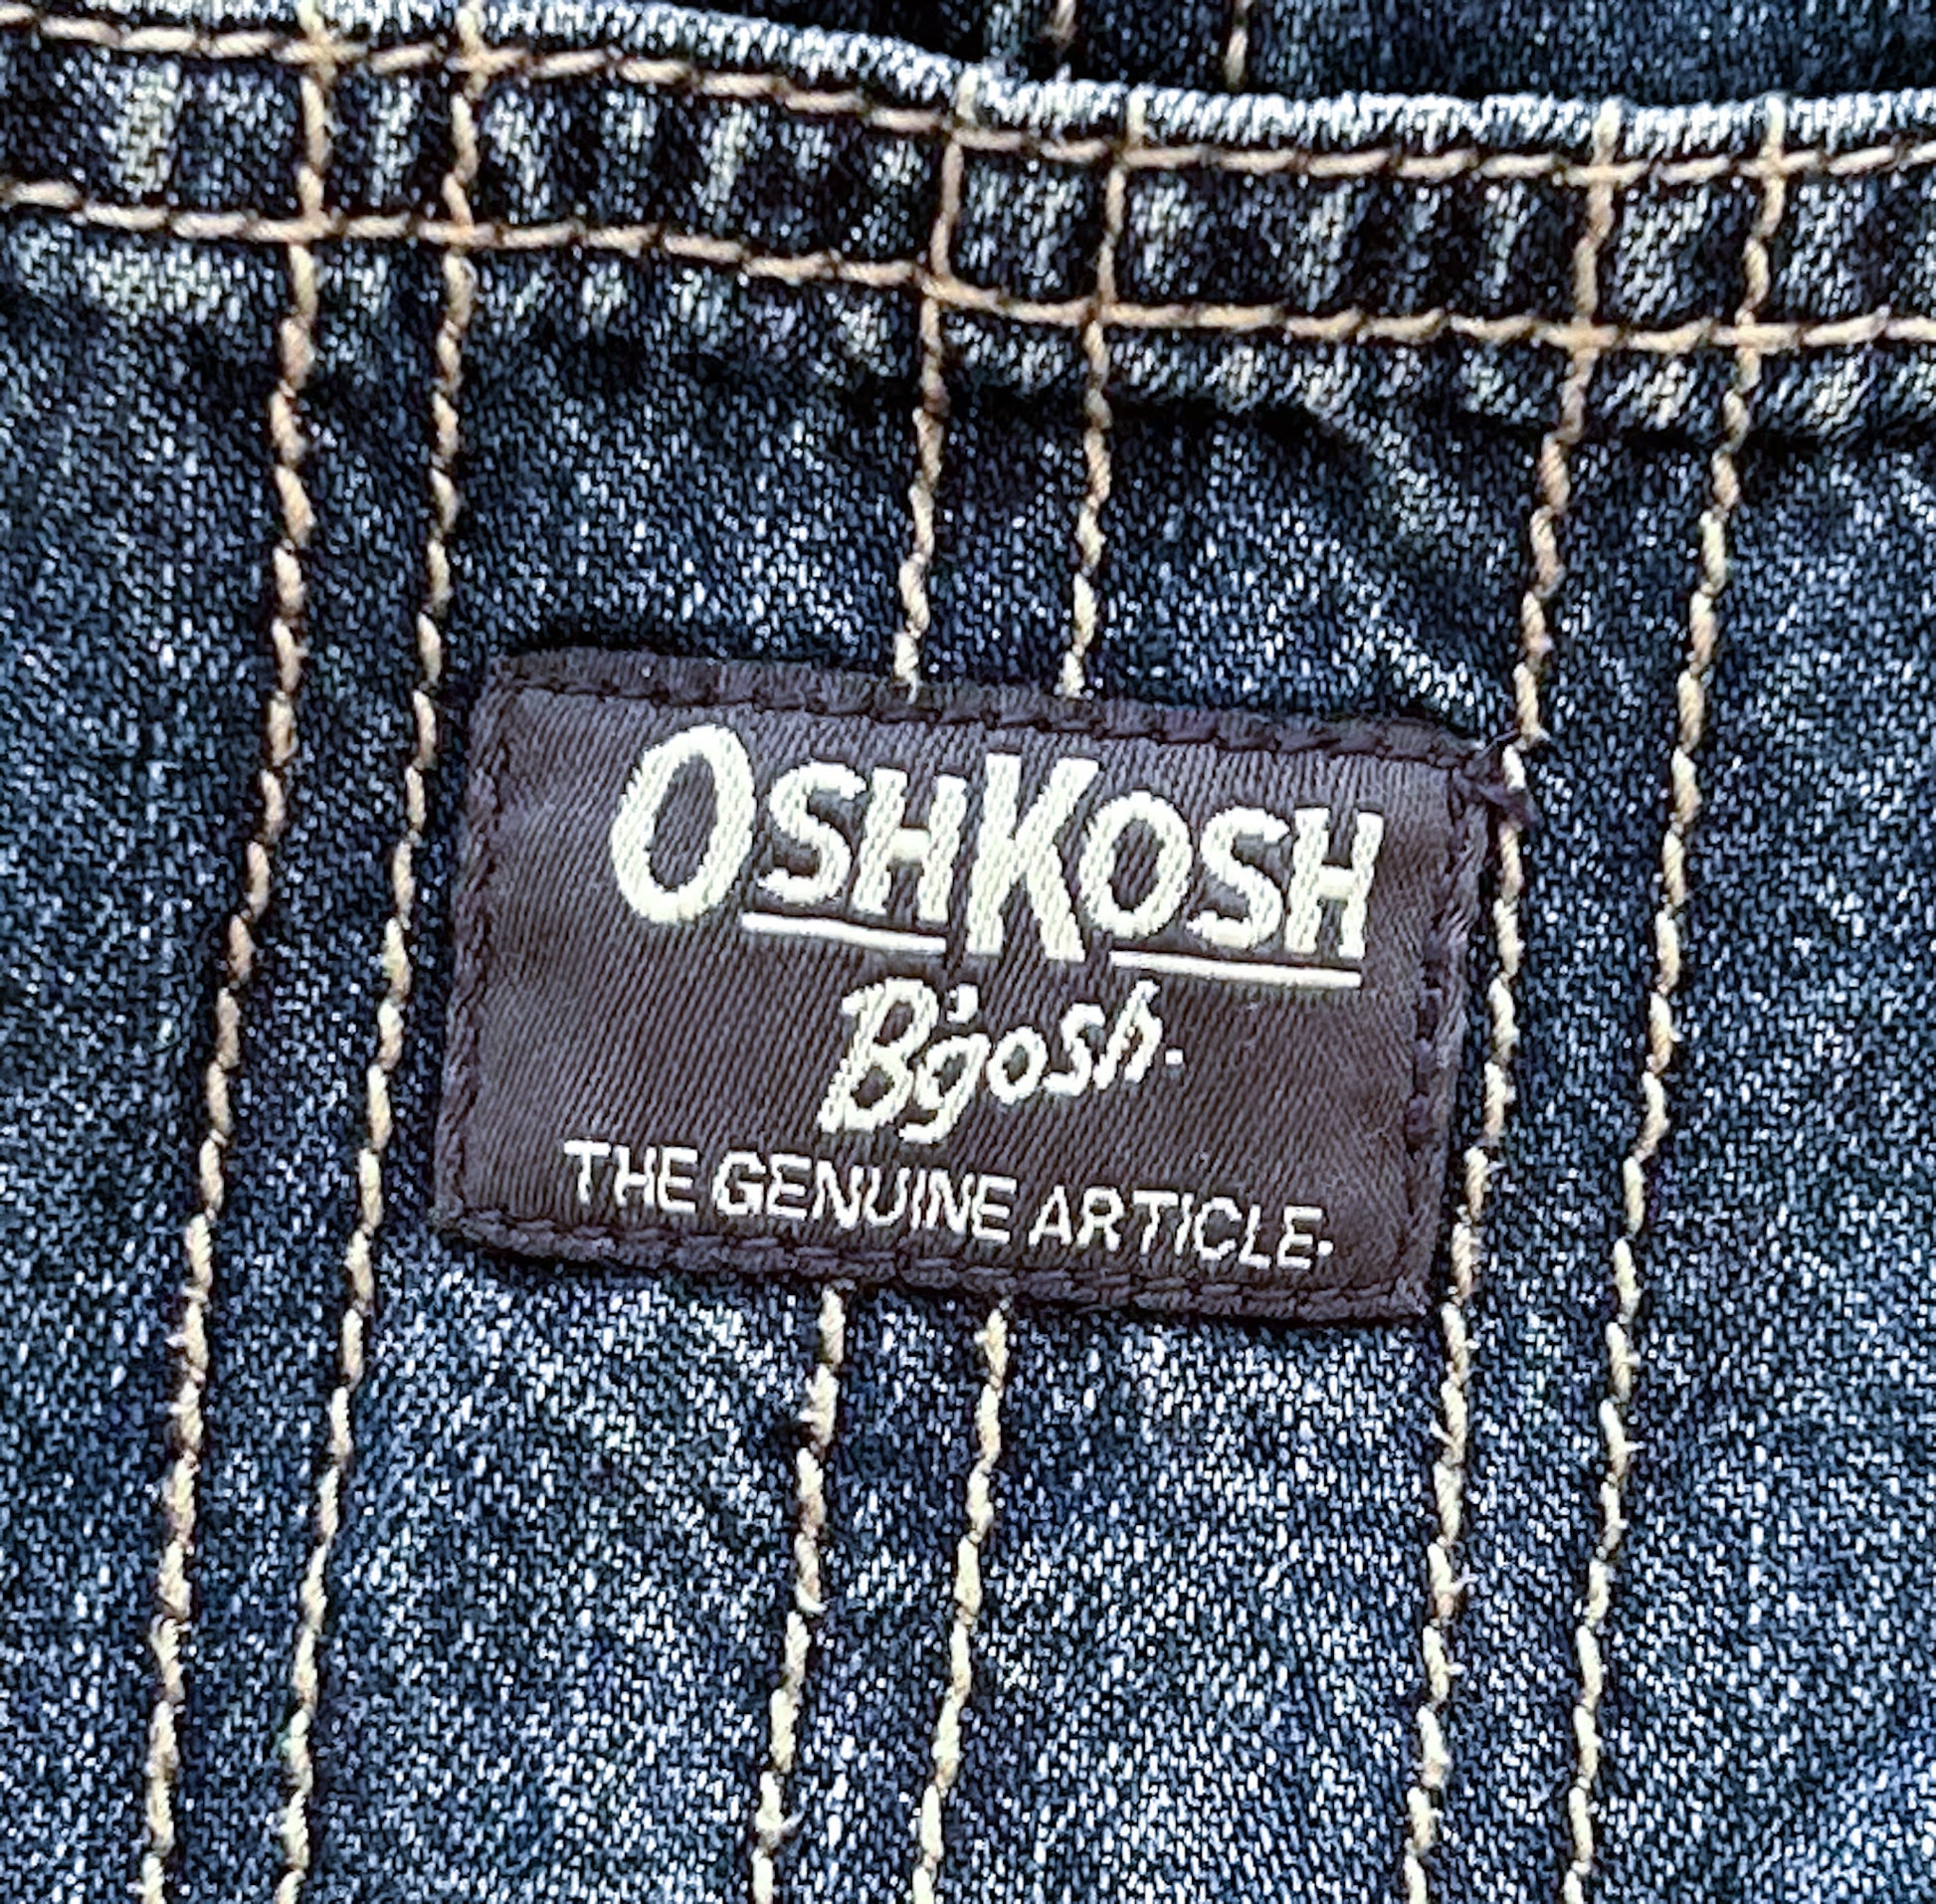 OSHKOSH
B'gosh.
THE GENUINE ARTICLE.